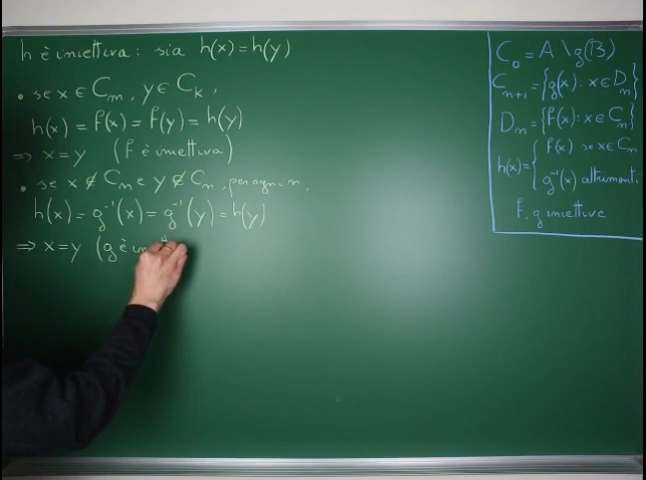 h è iniettiva: sia h(x) = h(y)
• se x ∈ Cₘ, y ∈ Cₖ,
h(x) = f(x) = f(y) = h(y)
⇒ x=y (f è iniettiva)
• se x ∉ Cₙ e y ∉ Cₙ, per ogni n,
h(x) = g⁻¹(x) = g⁻¹(y) = h(y)
⇒ x=y (g è
C₀ = A \ g(B)
Cₙ₊₁ = {g(x) : x ∈ Dₙ}
Dₙ = {f(x) : x ∈ Cₙ}
h(x) = { f(x) se x ∈ Cₙ
g⁻¹(x) altrimenti
f, g iniettive